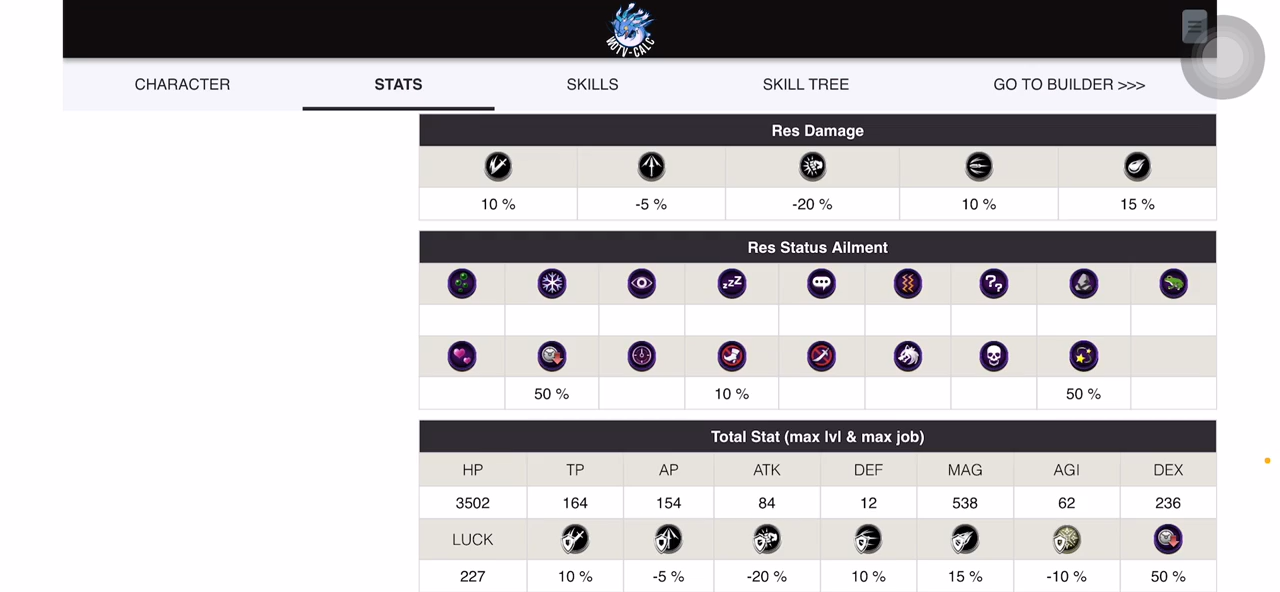 WOTV-CALC
CHARACTER STATS SKILLS SKILL TREE GO TO BUILDER >>>
Res Damage
10 % -5 % -20 % 10 % 15 %
Res Status Ailment
zzZ ??
50 % 10 % 50 %
Total Stat (max lvl & max job)
HP TP AP ATK DEF MAG AGI DEX
3502 164 154 84 12 538 62 236
LUCK
227 10 % -5 % -20 % 10 % 15 % -10 % 50 %